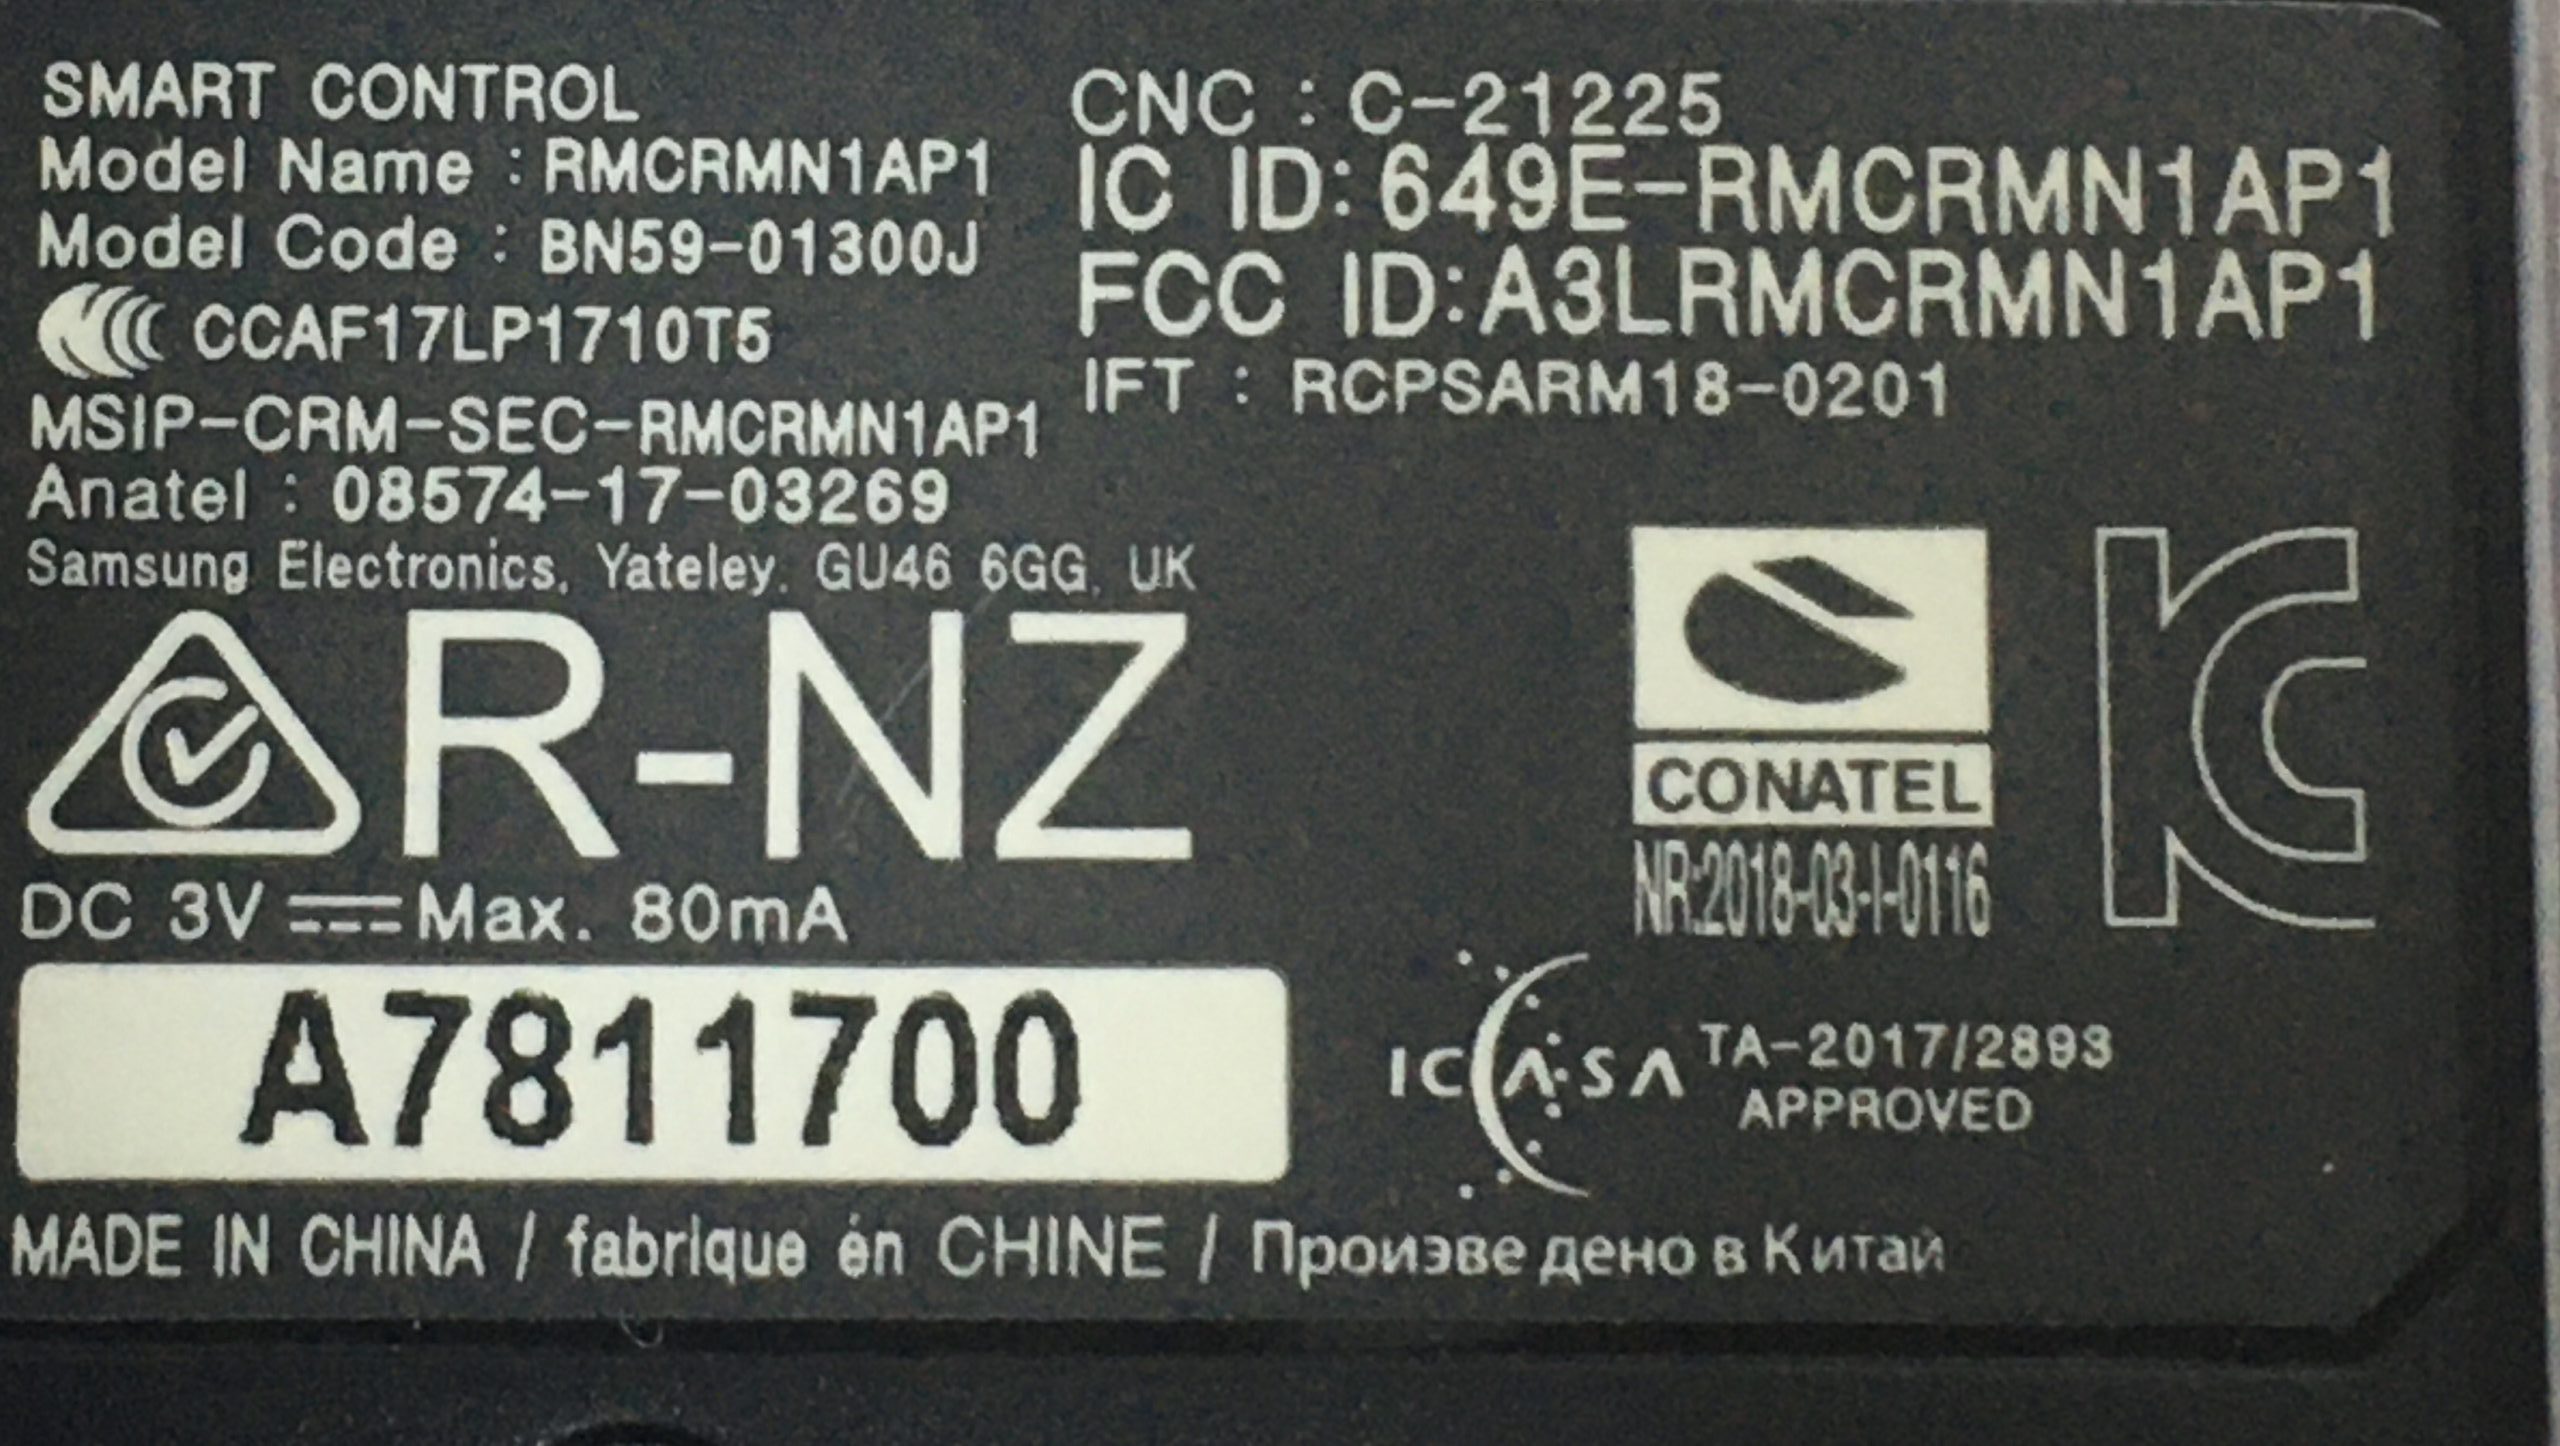 SMART CONTROL
Model Name : RMCRMN1AP1
Model Code : BN59-01300J
CCAF17LP1710T5
MSIP-CRM-SEC-RMCRMN1AP1
Anatel : 08574-17-03269
Samsung Electronics, Yateley, GU46 6GG, UK
R-NZ
DC 3V Max. 80mA
A7811700
CNC : C-21225
IC ID:649E-RMCRMN1AP1
FCC ID:A3LRMCRMN1AP1
IFT : RCPSARM18-0201
CONATEL
NR:2018-03-I-0116
ICASA TA-2017/2893
APPROVED
MADE IN CHINA / fabrique én CHINE / Произведено в Китай